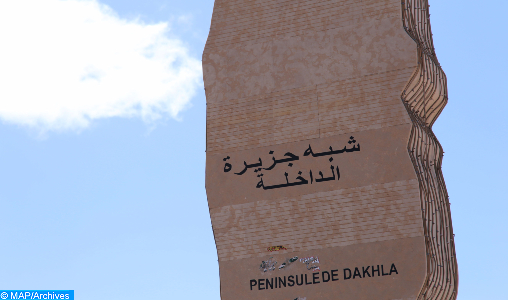 شبه جزيرة
الداخلة
PENINSULE DE DAKHLA
© MAP/Archives